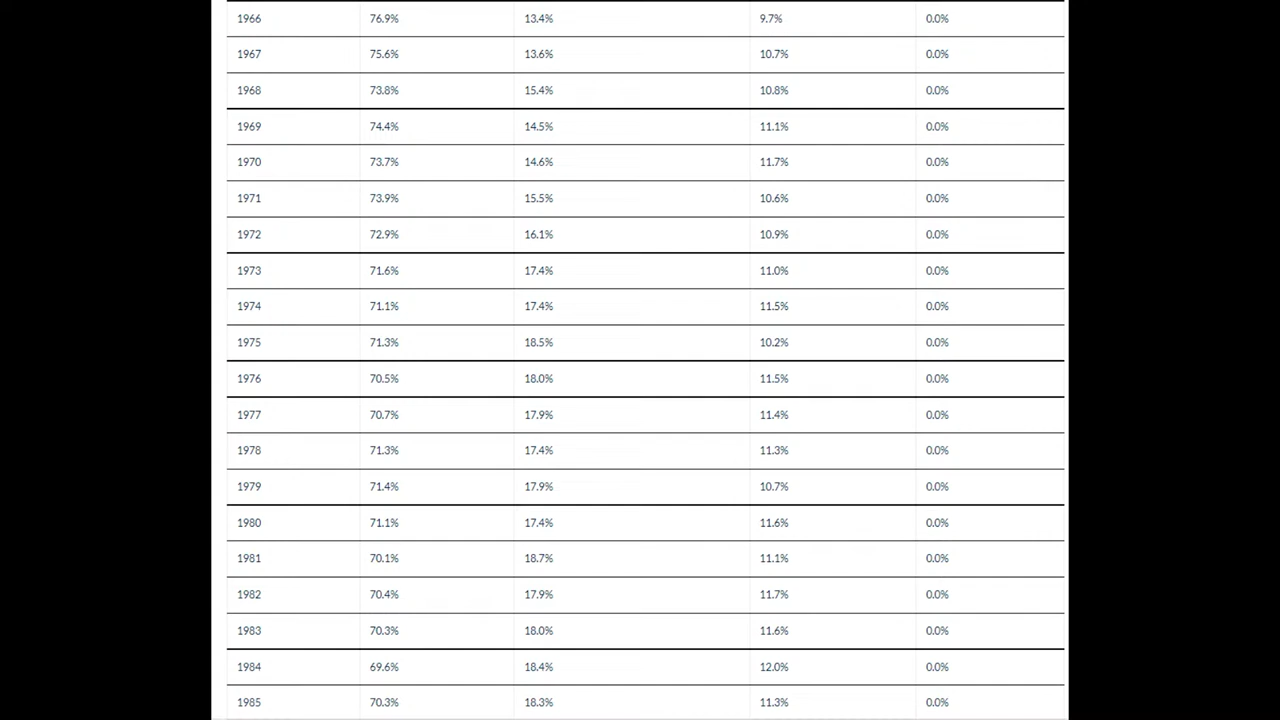 1966 76.9% 13.4% 9.7% 0.0%
1967 75.6% 13.6% 10.7% 0.0%
1968 73.8% 15.4% 10.8% 0.0%
1969 74.4% 14.5% 11.1% 0.0%
1970 73.7% 14.6% 11.7% 0.0%
1971 73.9% 15.5% 10.6% 0.0%
1972 72.9% 16.1% 10.9% 0.0%
1973 71.6% 17.4% 11.0% 0.0%
1974 71.1% 17.4% 11.5% 0.0%
1975 71.3% 18.5% 10.2% 0.0%
1976 70.5% 18.0% 11.5% 0.0%
1977 70.7% 17.9% 11.4% 0.0%
1978 71.3% 17.4% 11.3% 0.0%
1979 71.4% 17.9% 10.7% 0.0%
1980 71.1% 17.4% 11.6% 0.0%
1981 70.1% 18.7% 11.1% 0.0%
1982 70.4% 17.9% 11.7% 0.0%
1983 70.3% 18.0% 11.6% 0.0%
1984 69.6% 18.4% 12.0% 0.0%
1985 70.3% 18.3% 11.3% 0.0%